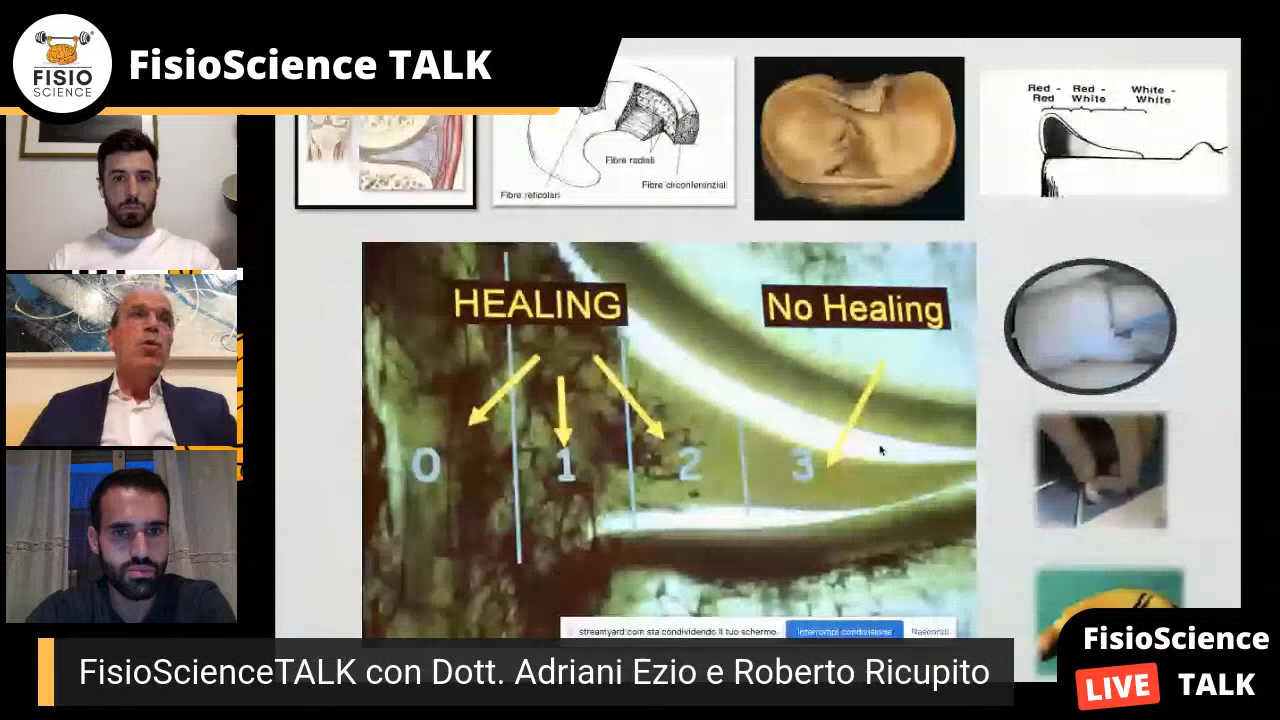 FISIO
SCIENCE
FisioScience TALK
Fibre radiali
Fibre reticolari
Fibre circonferenziali
Red - Red - White -
Red White White
HEALING
No Healing
0
1
2
3
streamyard.com sta condividendo il tuo schermo.
Interrompi condivisione
Nascondi
FisioScienceTALK con Dott. Adriani Ezio e Roberto Ricupito
FisioScience
LIVE TALK